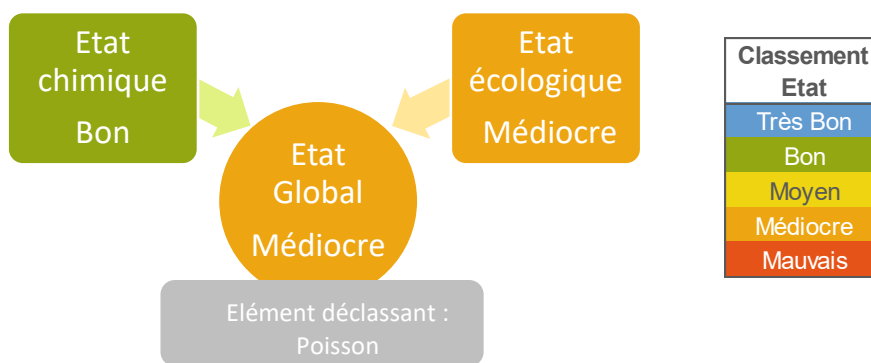 Etat
chimique
Bon
Etat
écologique
Médiocre
Etat
Global
Médiocre
Elément déclassant :
Poisson
Classement
Etat
Très Bon
Bon
Moyen
Médiocre
Mauvais